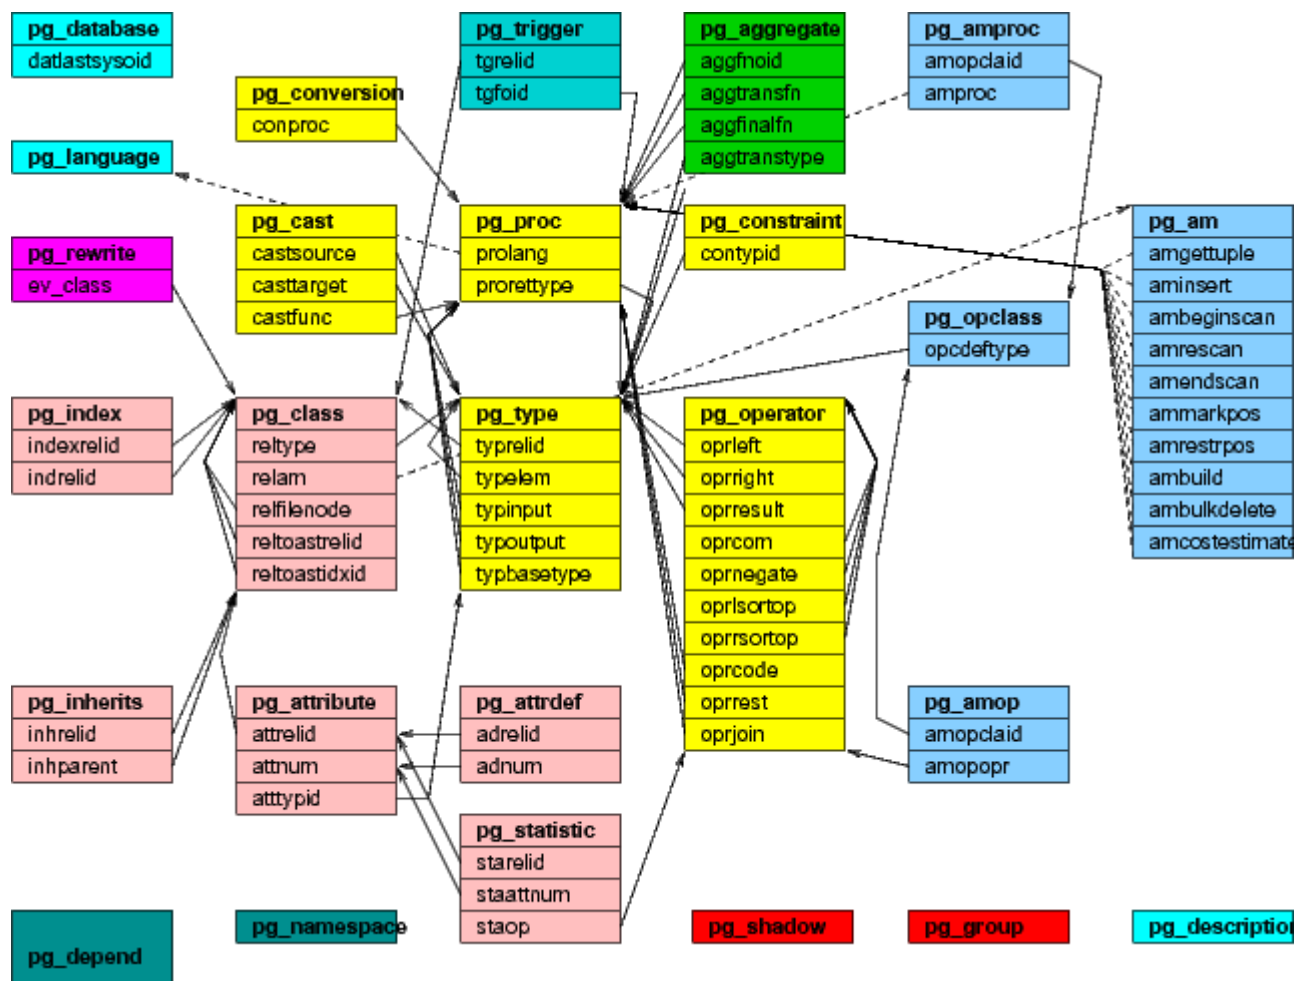 pg_database
datlastsysoid
pg_language
pg_rewrite
ev_class
pg_index
indexrelid
indrelid
pg_inherits
inhrelid
inhparent
pg_depend
pg_conversion
conproc
pg_cast
castsource
casttarget
castfunc
pg_class
reltype
relam
relfilenode
reltoastrelid
reltoastidxid
pg_attribute
attrelid
attnum
atttypid
pg_namespace
pg_trigger
tgrelid
tgfoid
pg_proc
prolang
prorettype
pg_type
typrelid
typelem
typinput
typoutput
typbasetype
pg_attrdef
adrelid
adnum
pg_statistic
starelid
staattnum
staop
pg_aggregate
aggfnoid
aggtransfn
aggfinalfn
aggtranstype
pg_constraint
contypid
pg_operator
oprleft
oprright
oprresult
oprcom
oprnegate
oprlsortop
oprrsortop
oprcode
oprrest
oprjoin
pg_shadow
pg_amproc
amopclaid
amproc
pg_opclass
opcdeftype
pg_amop
amopclaid
amopopr
pg_group
pg_am
amgettuple
aminsert
ambeginscan
amrescan
amendscan
ammarkpos
amrestrpos
ambuild
ambulkdelete
amcostestimate
pg_description